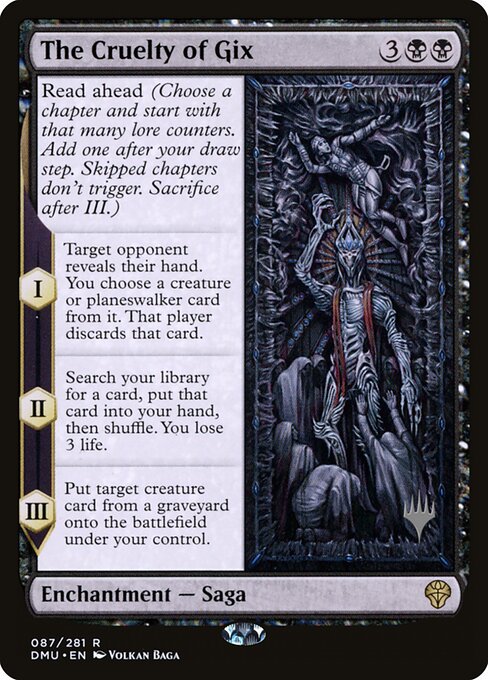 The Cruelty of Gix 3
Read ahead (Choose a
chapter and start with
that many lore counters.
Add one after your draw
step. Skipped chapters
don't trigger. Sacrifice
after III.)
I
Target opponent
reveals their hand.
You choose a creature
or planeswalker card
from it. That player
discards that card.
II
Search your library
for a card, put that
card into your hand,
then shuffle. You lose
3 life.
III
Put target creature
card from a graveyard
onto the battlefield
under your control.
Enchantment — Saga
087/281 R
DMU • EN Volkan Baga